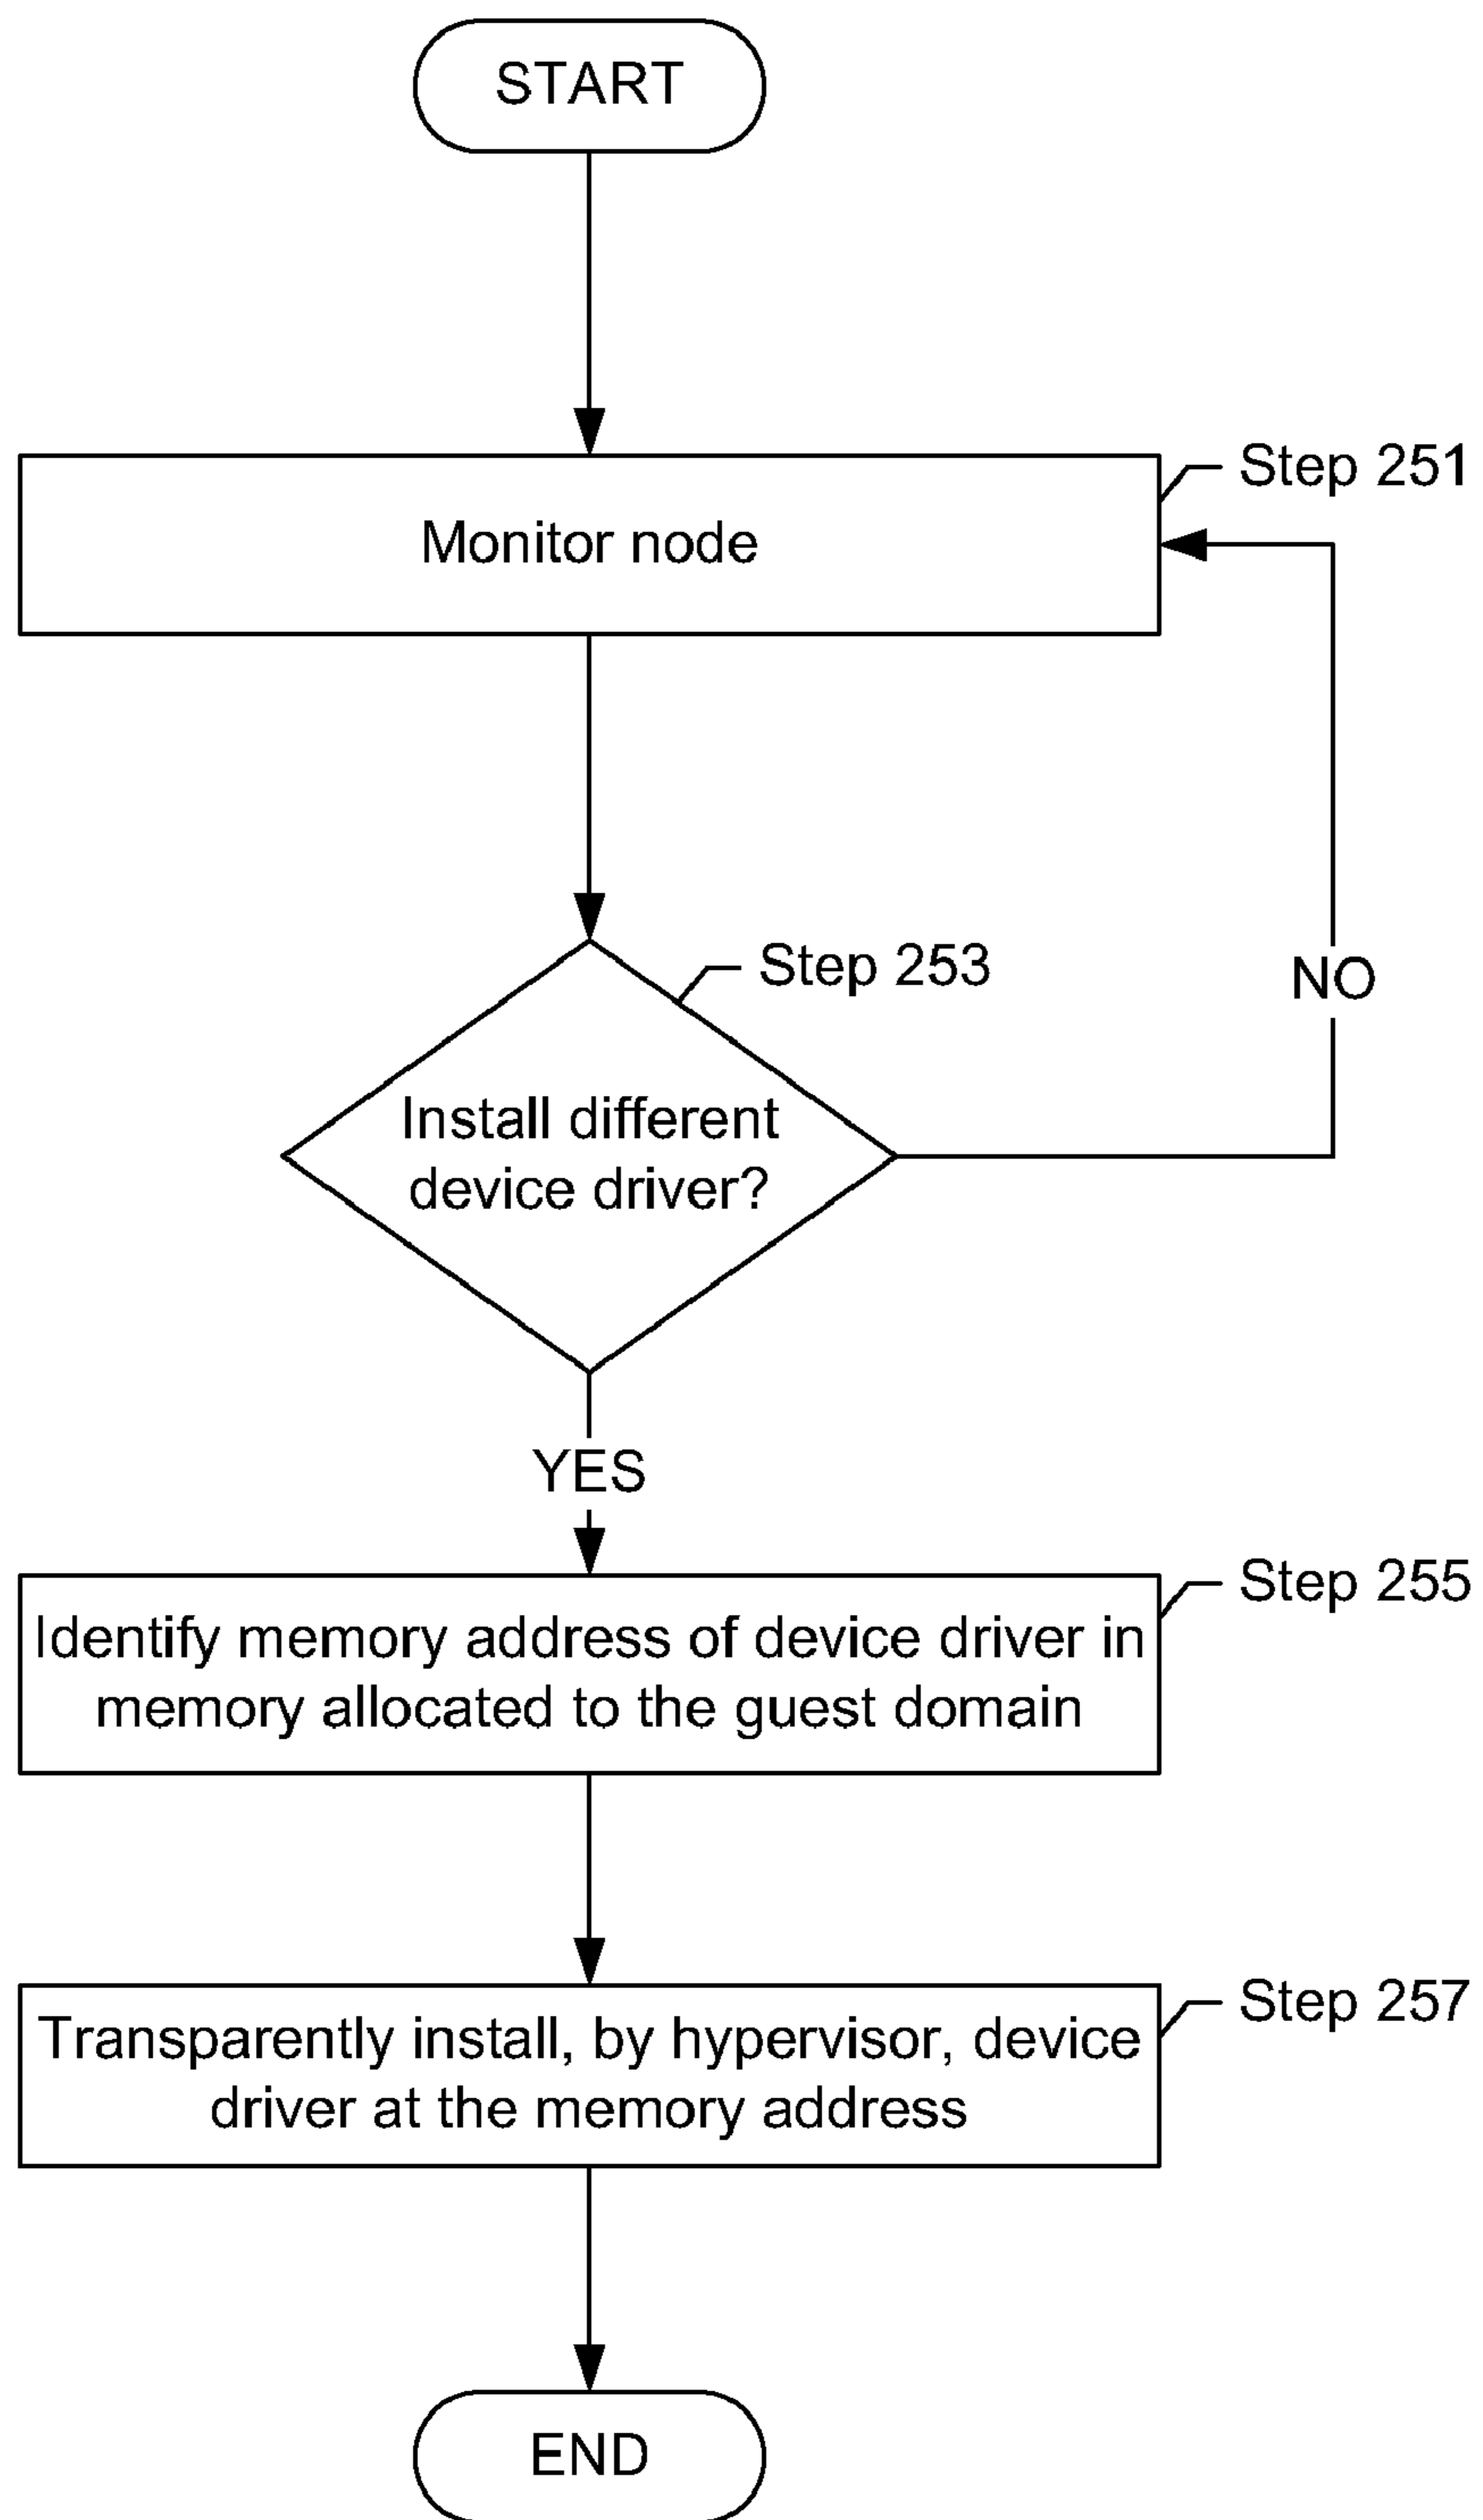 START
Step 251
Monitor node
Step 253
NO
Install different
device driver?
YES
Step 255
Identify memory address of device driver in
memory allocated to the guest domain
Step 257
Transparently install, by hypervisor, device
driver at the memory address
END